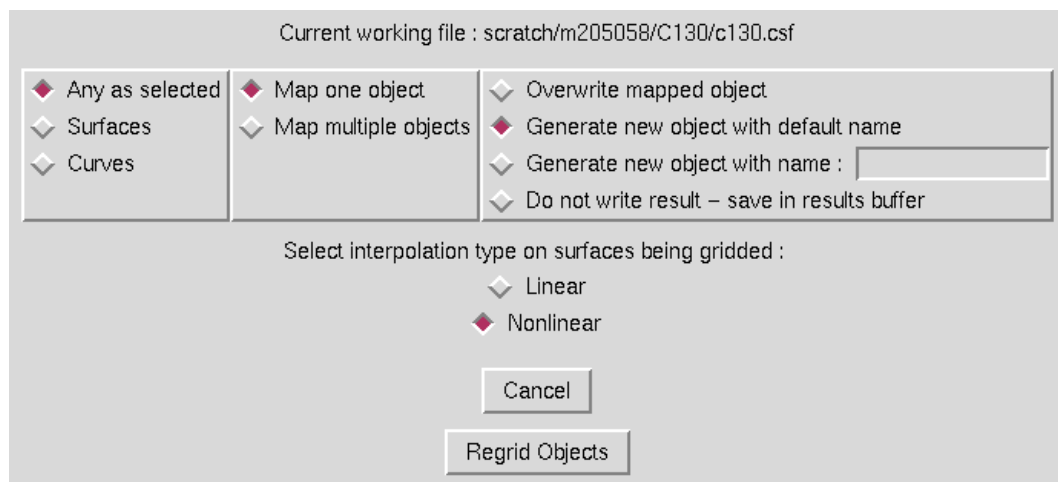 Current working file : scratch/m205058/C130/c130.csf
Any as selected
Surfaces
Curves
Map one object
Map multiple objects
Overwrite mapped object
Generate new object with default name
Generate new object with name :
Do not write result – save in results buffer
Select interpolation type on surfaces being gridded :
Linear
Nonlinear
Cancel
Regrid Objects